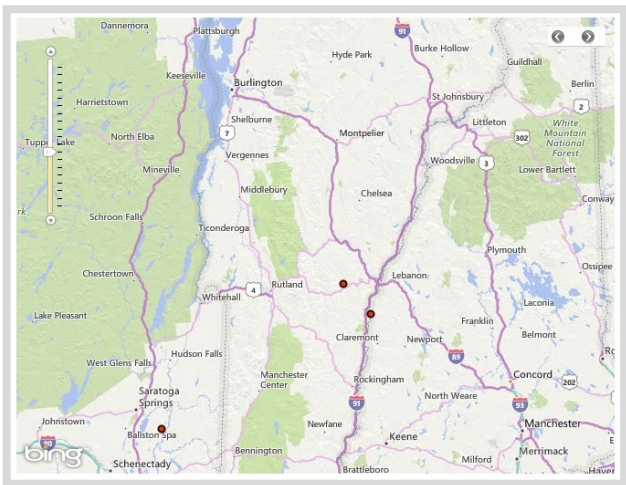 Dannemora
Plattsburgh
91
Hyde Park
Burke Hollow
Guildhall
Keeseville
Burlington
Berlin
Harrietstown
St Johnsbury
2
Shelburne
Littleton
White
Mountain
National
Forest
7
North Elba
Montpelier
302
Tupper Lake
Vergennes
Woodsville
3
Lower Bartlett
Mineville
Middlebury
Chelsea
Conway
rk
Schroon Falls
Ticonderoga
Plymouth
Chestertown
Lebanon
Ossipee
Rutland
4
Whitehall
Laconia
Lake Pleasant
Franklin
Belmont
Claremont
Newport
Hudson Falls
89
West Glens Falls
Manchester
Center
Rockingham
Concord
202
Saratoga
Springs
North Weare
91
93
Johnstown
Newfane
Manchester
Ballston Spa
Keene
90
bing
Bennington
Merrimack
Schenectady
Milford
Brattleboro
Haver